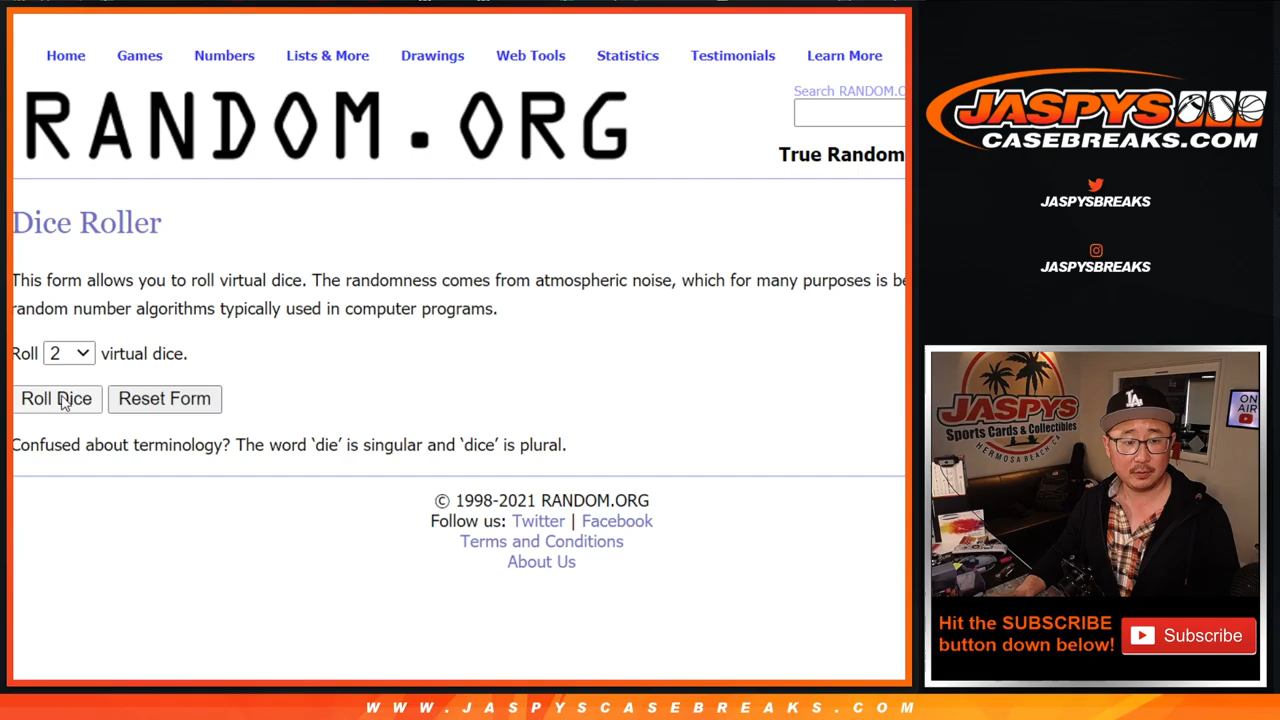 Home Games Numbers Lists & More Drawings Web Tools Statistics Testimonials Learn More
RANDOM.ORG
Search RANDOM.O
True Random
Dice Roller
This form allows you to roll virtual dice. The randomness comes from atmospheric noise, which for many purposes is be
random number algorithms typically used in computer programs.
Roll 2 virtual dice.
Roll Dice Reset Form
Confused about terminology? The word ‘die’ is singular and ‘dice’ is plural.
© 1998-2021 RANDOM.ORG
Follow us: Twitter | Facebook
Terms and Conditions
About Us
JASPYS
CASEBREAKS.COM
JASPYSBREAKS
JASPYSBREAKS
JASPYS
Sports Cards & Collectibles
HERMOSA BEACH, CA
LA
ON
AIR
Hit the SUBSCRIBE
button down below!
Subscribe
WWW.JASPYSCASEBREAKS.COM